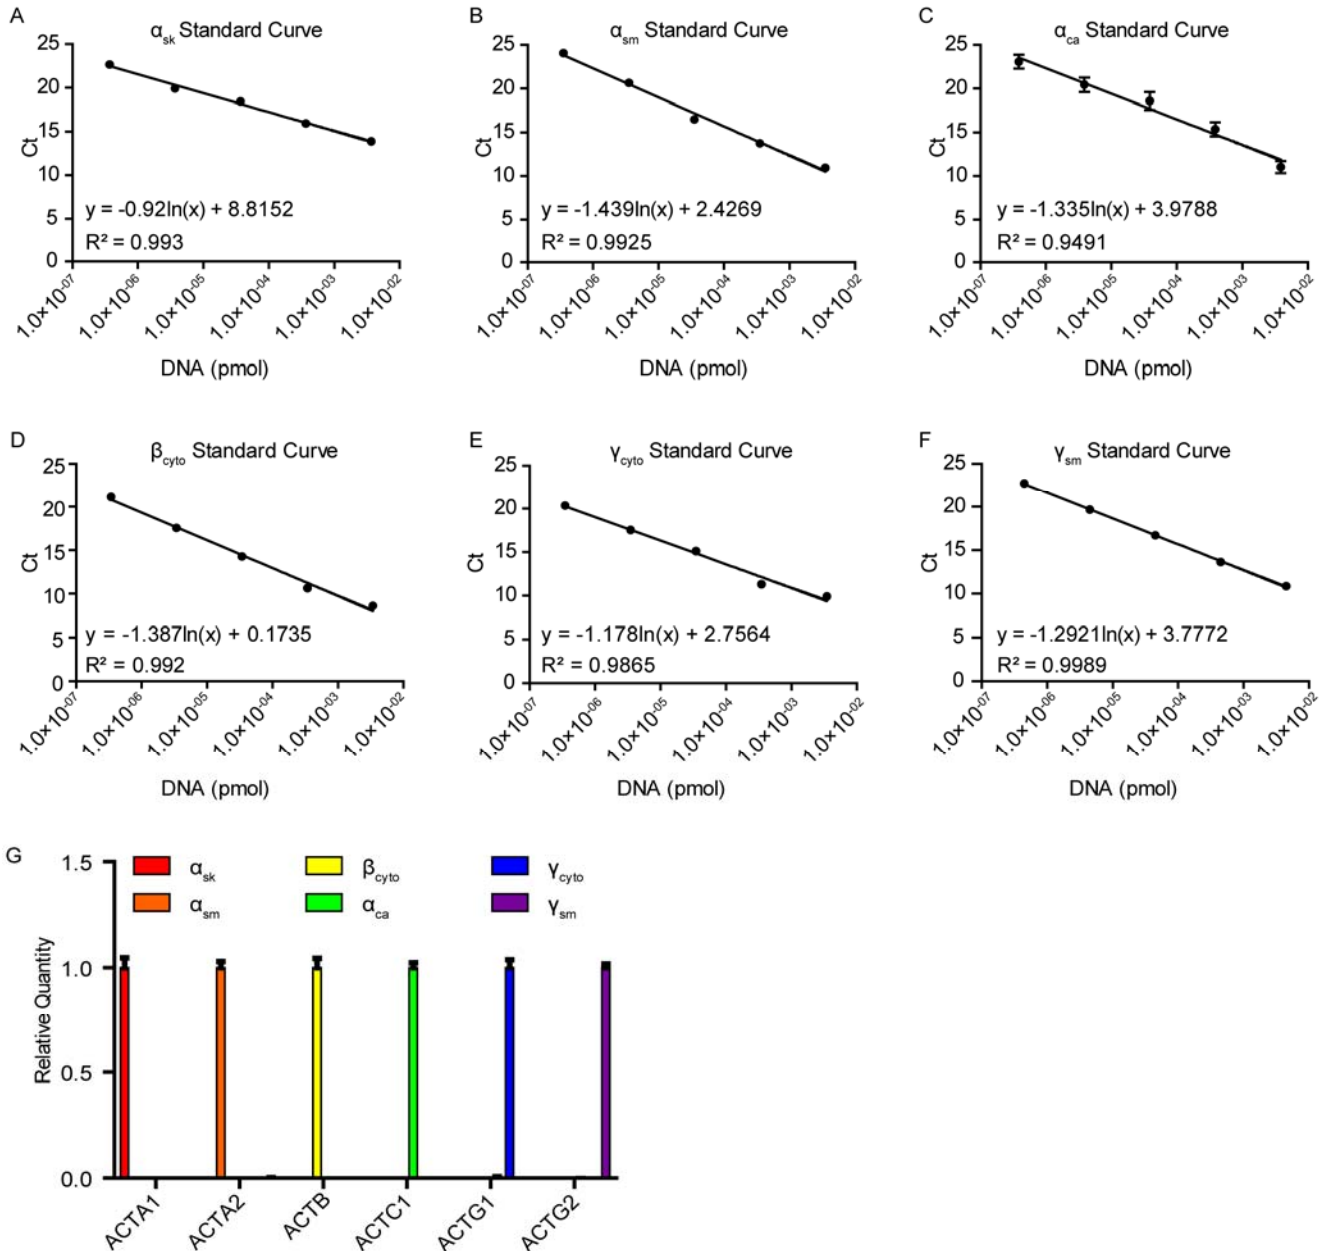 A
α_sk Standard Curve
25
20
15
10
5
0
Ct
y = -0.92ln(x) + 8.8152
R² = 0.993
1.0×10⁻⁰⁷
1.0×10⁻⁰⁶
1.0×10⁻⁰⁵
1.0×10⁻⁰⁴
1.0×10⁻⁰³
1.0×10⁻⁰²
DNA (pmol)
B
α_sm Standard Curve
25
20
15
10
5
0
Ct
y = -1.439ln(x) + 2.4269
R² = 0.9925
1.0×10⁻⁰⁷
1.0×10⁻⁰⁶
1.0×10⁻⁰⁵
1.0×10⁻⁰⁴
1.0×10⁻⁰³
1.0×10⁻⁰²
DNA (pmol)
C
α_ca Standard Curve
25
20
15
10
5
0
Ct
y = -1.335ln(x) + 3.9788
R² = 0.9491
1.0×10⁻⁰⁷
1.0×10⁻⁰⁶
1.0×10⁻⁰⁵
1.0×10⁻⁰⁴
1.0×10⁻⁰³
1.0×10⁻⁰²
DNA (pmol)
D
β_cyto Standard Curve
25
20
15
10
5
0
Ct
y = -1.387ln(x) + 0.1735
R² = 0.992
1.0×10⁻⁰⁷
1.0×10⁻⁰⁶
1.0×10⁻⁰⁵
1.0×10⁻⁰⁴
1.0×10⁻⁰³
1.0×10⁻⁰²
DNA (pmol)
E
γ_cyto Standard Curve
25
20
15
10
5
0
Ct
y = -1.178ln(x) + 2.7564
R² = 0.9865
1.0×10⁻⁰⁷
1.0×10⁻⁰⁶
1.0×10⁻⁰⁵
1.0×10⁻⁰⁴
1.0×10⁻⁰³
1.0×10⁻⁰²
DNA (pmol)
F
γ_sm Standard Curve
25
20
15
10
5
0
Ct
y = -1.2921ln(x) + 3.7772
R² = 0.9989
1.0×10⁻⁰⁷
1.0×10⁻⁰⁶
1.0×10⁻⁰⁵
1.0×10⁻⁰⁴
1.0×10⁻⁰³
1.0×10⁻⁰²
DNA (pmol)
G
1.5
1.0
0.5
0.0
Relative Quantity
α_sk
β_cyto
γ_cyto
α_sm
α_ca
γ_sm
ACTA1
ACTA2
ACTB
ACTC1
ACTG1
ACTG2